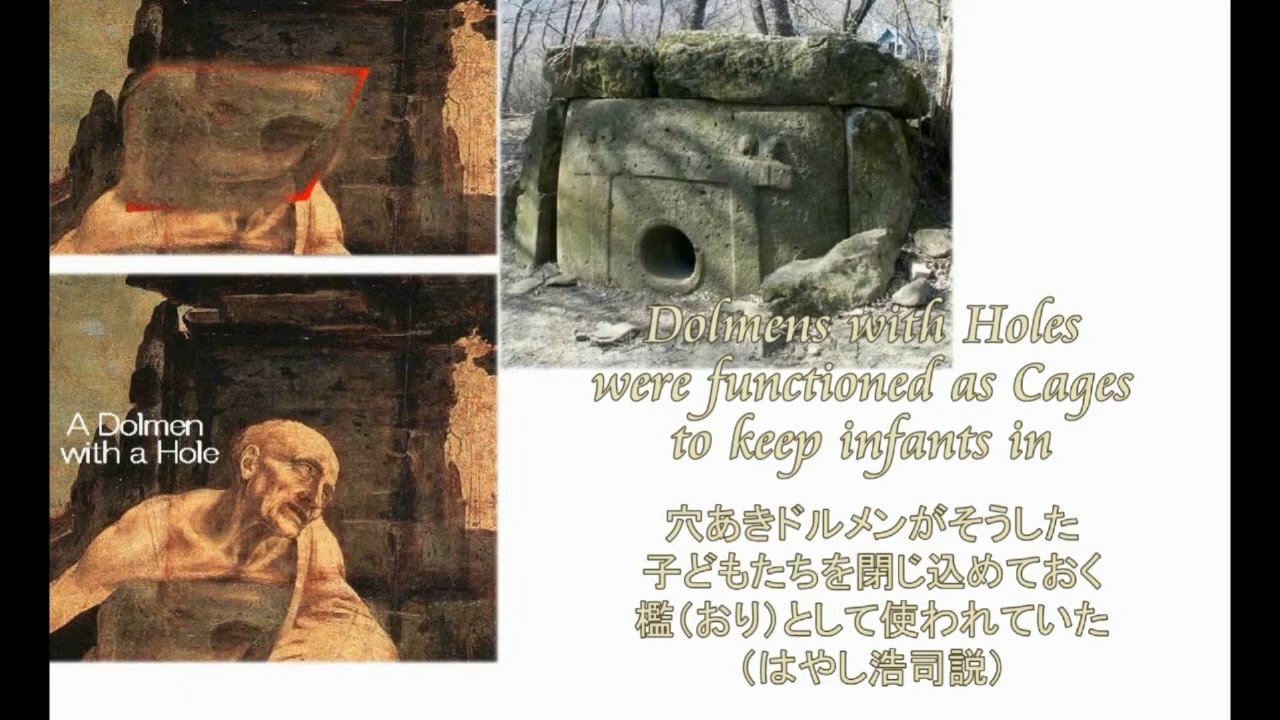 A Dolmen
with a Hole
Dolmens with Holes
were functioned as Cages
to keep infants in
穴あきドルメンがそうした
子どもたちを閉じ込めておく
檻（おり）として使われていた
（はやし浩司説）